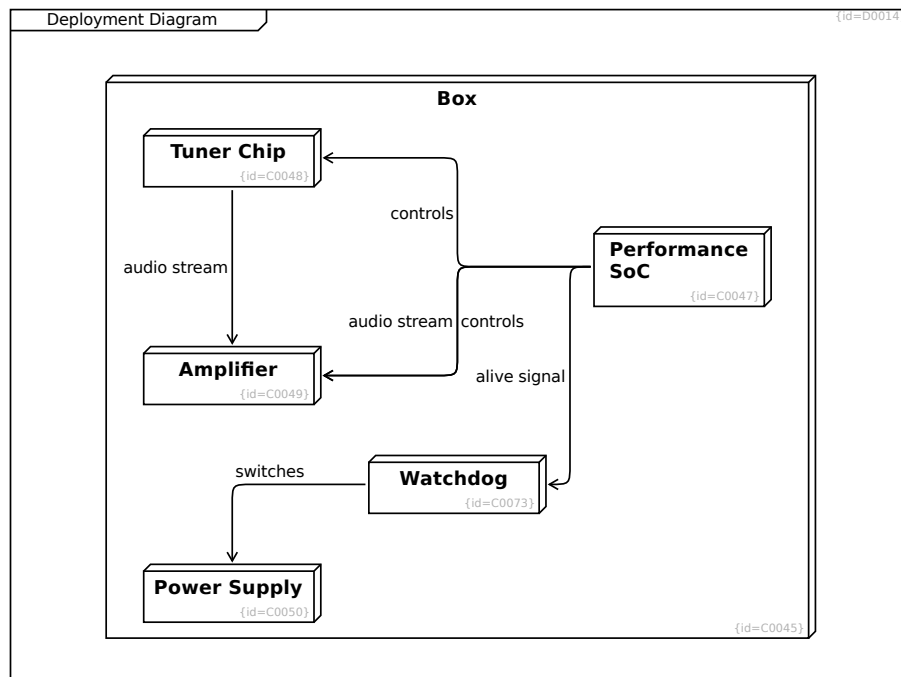 Deployment Diagram
{id=D0014
Box
Tuner Chip
{id=C0048}
controls
Performance
SoC
{id=C0047}
audio stream
audio stream
controls
Amplifier
{id=C0049}
alive signal
switches
Watchdog
{id=C0073}
Power Supply
{id=C0050}
{id=C0045}